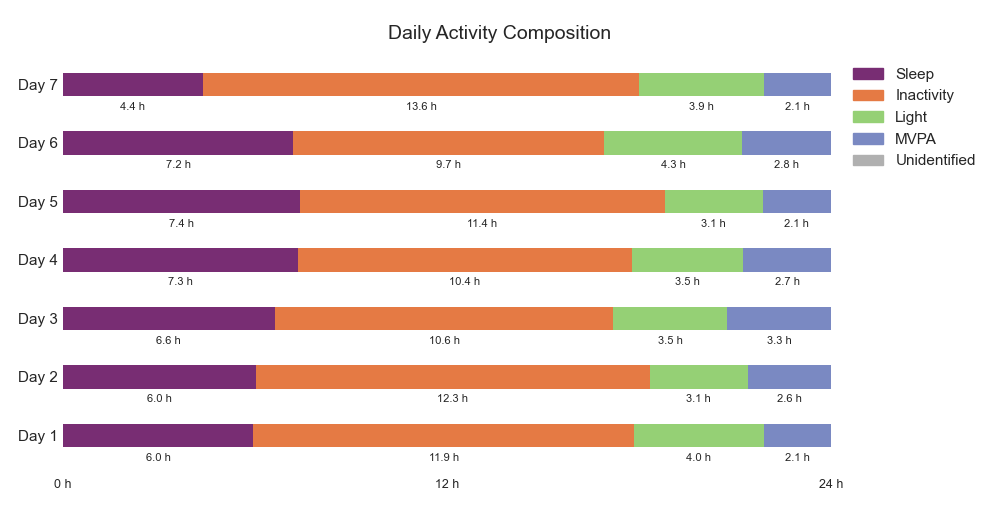 Daily Activity Composition
Sleep
Inactivity
Light
MVPA
Unidentified
Day 7
4.4 h 13.6 h 3.9 h 2.1 h
Day 6
7.2 h 9.7 h 4.3 h 2.8 h
Day 5
7.4 h 11.4 h 3.1 h 2.1 h
Day 4
7.3 h 10.4 h 3.5 h 2.7 h
Day 3
6.6 h 10.6 h 3.5 h 3.3 h
Day 2
6.0 h 12.3 h 3.1 h 2.6 h
Day 1
6.0 h 11.9 h 4.0 h 2.1 h
0 h 12 h 24 h